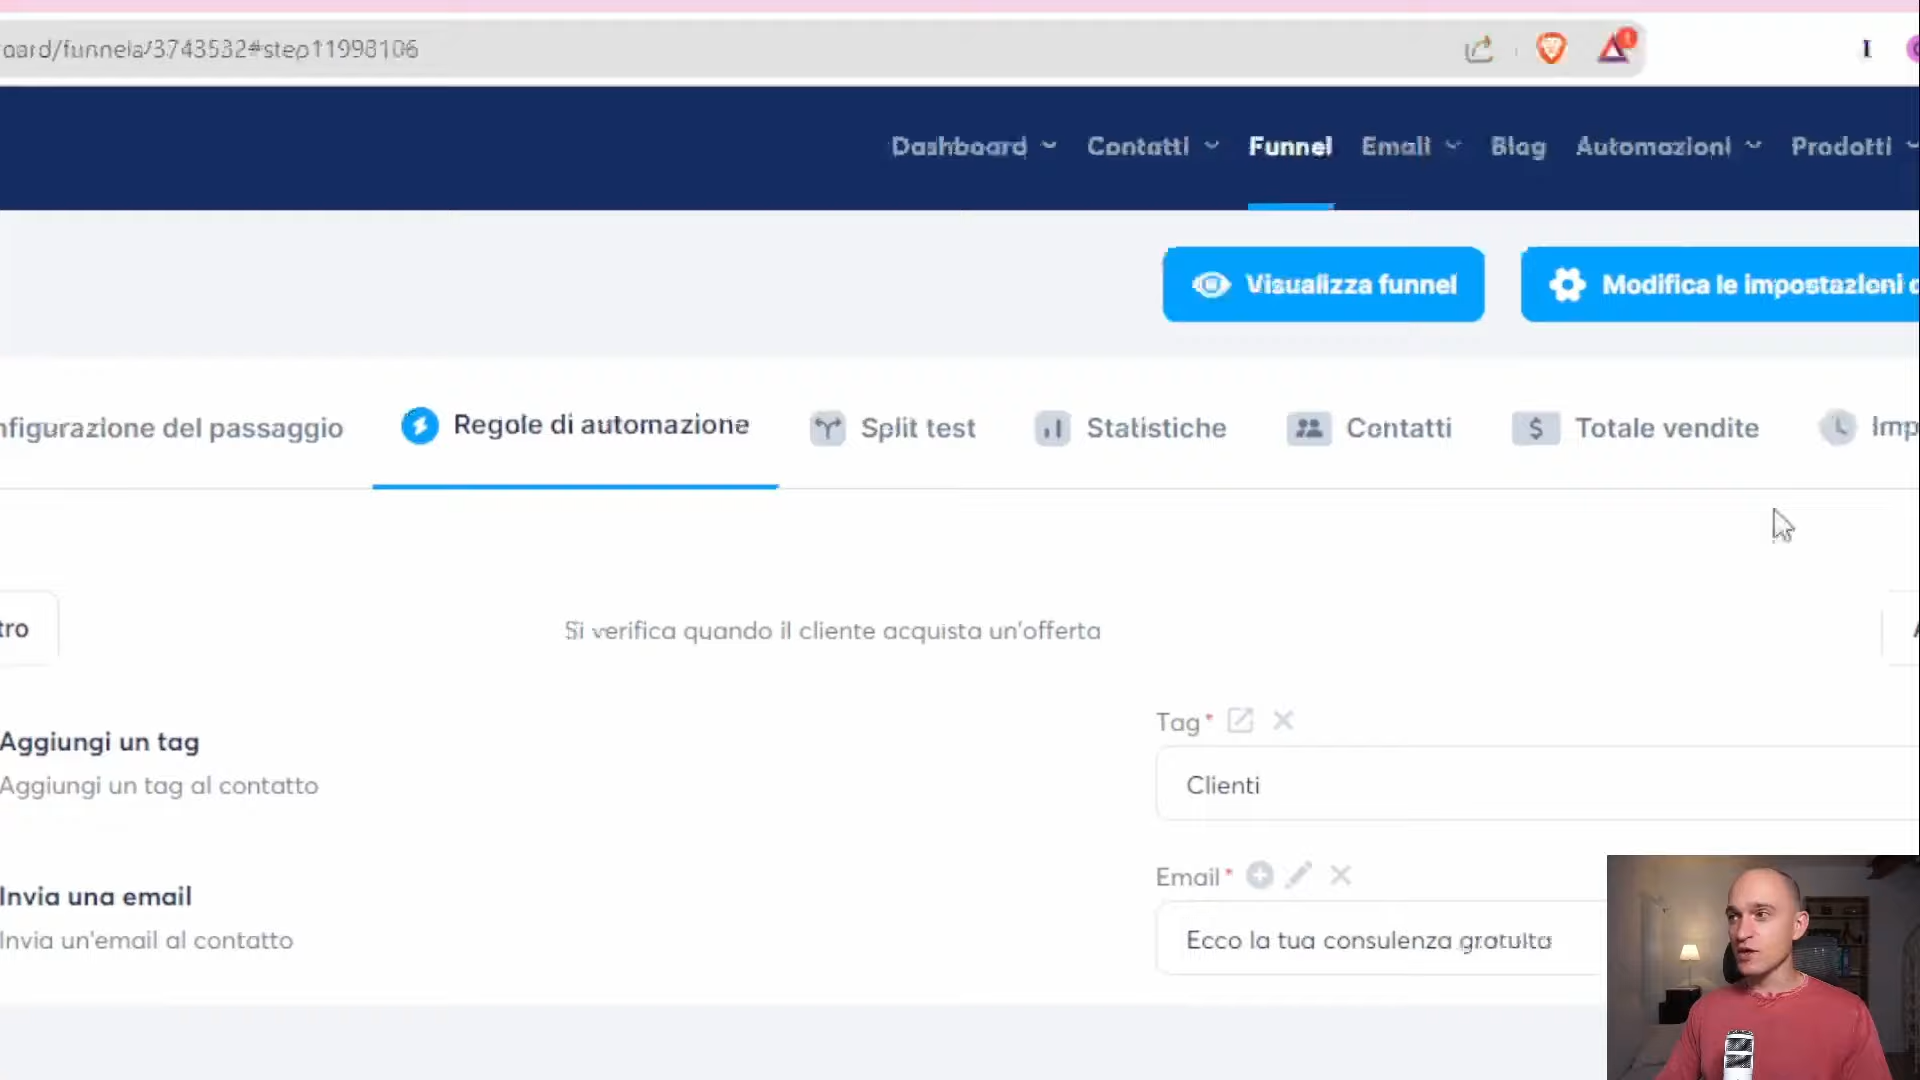 oard/funnela/3743532#step11998106
Dashboard
Contatti
Funnel
Email
Blog
Automazioni
Prodotti
Visualizza funnel
Modifica le impostazioni
nfigurazione del passaggio
Regole di automazione
Split test
Statistiche
Contatti
$ Totale vendite
Imp
tro
Si verifica quando il cliente acquista un'offerta
Aggiungi un tag
Aggiungi un tag al contatto
Tag*
Clienti
Invia una email
Invia un'email al contatto
Email*
Ecco la tua consulenza gratuita